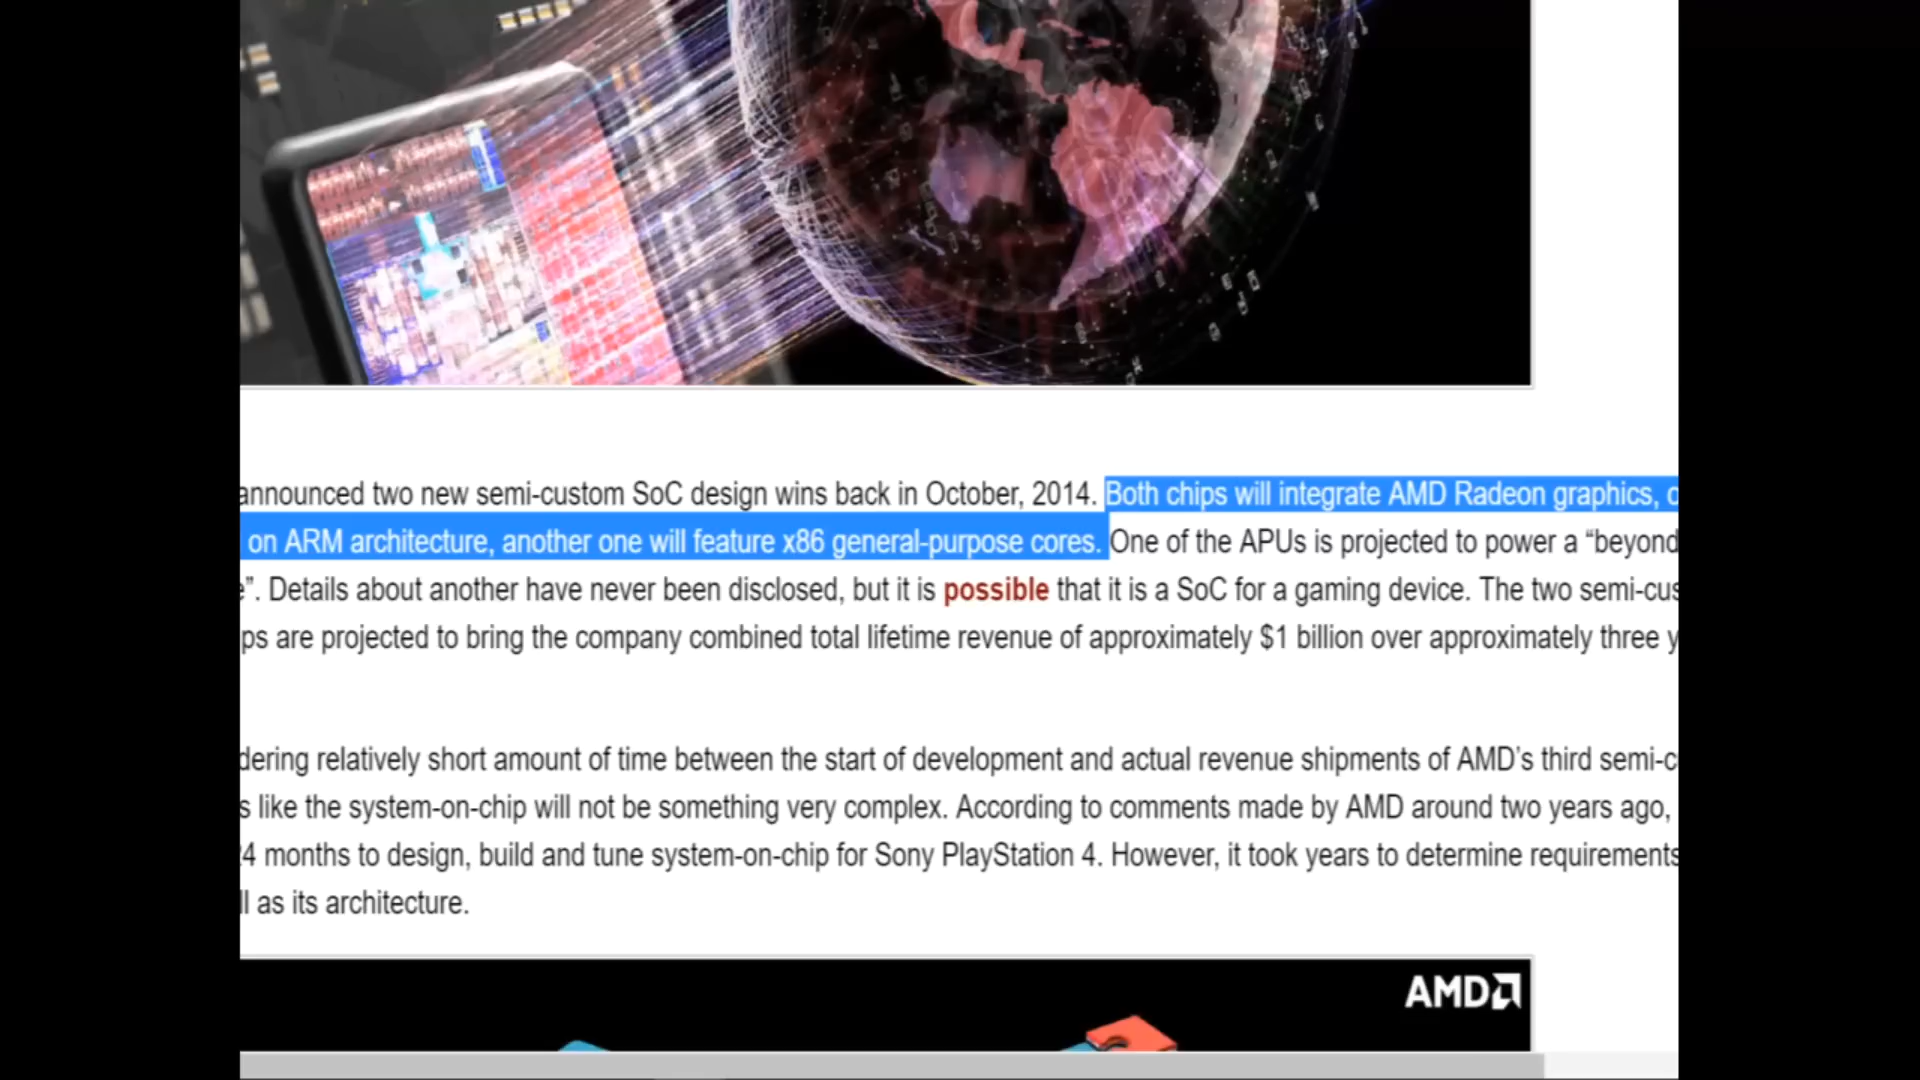 announced two new semi-custom SoC design wins back in October, 2014. Both chips will integrate AMD Radeon graphics,
on ARM architecture, another one will feature x86 general-purpose cores. One of the APUs is projected to power a “beyond
”. Details about another have never been disclosed, but it is possible that it is a SoC for a gaming device. The two semi-cus
ps are projected to bring the company combined total lifetime revenue of approximately $1 billion over approximately three y
dering relatively short amount of time between the start of development and actual revenue shipments of AMD’s third semi-c
s like the system-on-chip will not be something very complex. According to comments made by AMD around two years ago,
24 months to design, build and tune system-on-chip for Sony PlayStation 4. However, it took years to determine requirements
ll as its architecture.
AMD